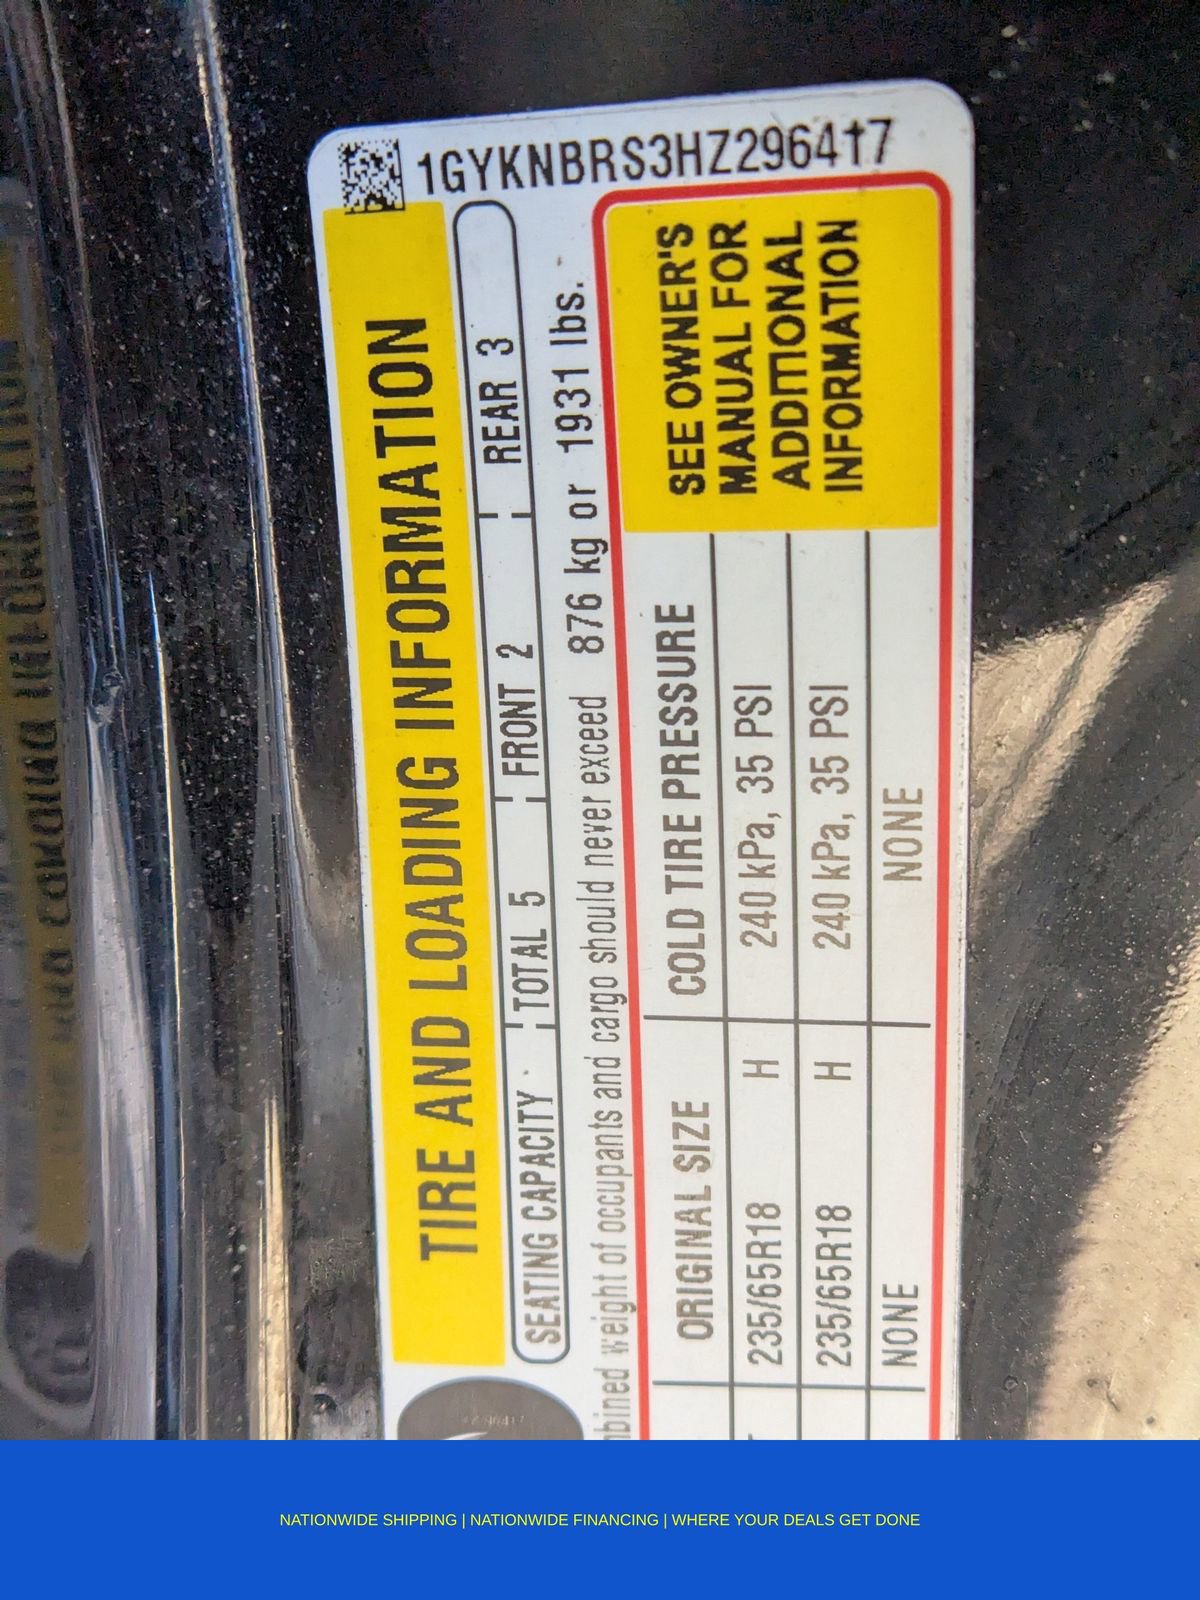 1GYKNBRS3HZ296417
TIRE AND LOADING INFORMATION
SEATING CAPACITY TOTAL 5 FRONT 2 REAR 3
weight of occupants and cargo should never exceed 876 kg or 1931 lbs.
ORIGINAL SIZE COLD TIRE PRESSURE
235/65R18 H 240 kPa, 35 PSI
235/65R18 H 240 kPa, 35 PSI
NONE NONE
SEE OWNER'S
MANUAL FOR
ADDITIONAL
INFORMATION
NATIONWIDE SHIPPING | NATIONWIDE FINANCING | WHERE YOUR DEALS GET DONE